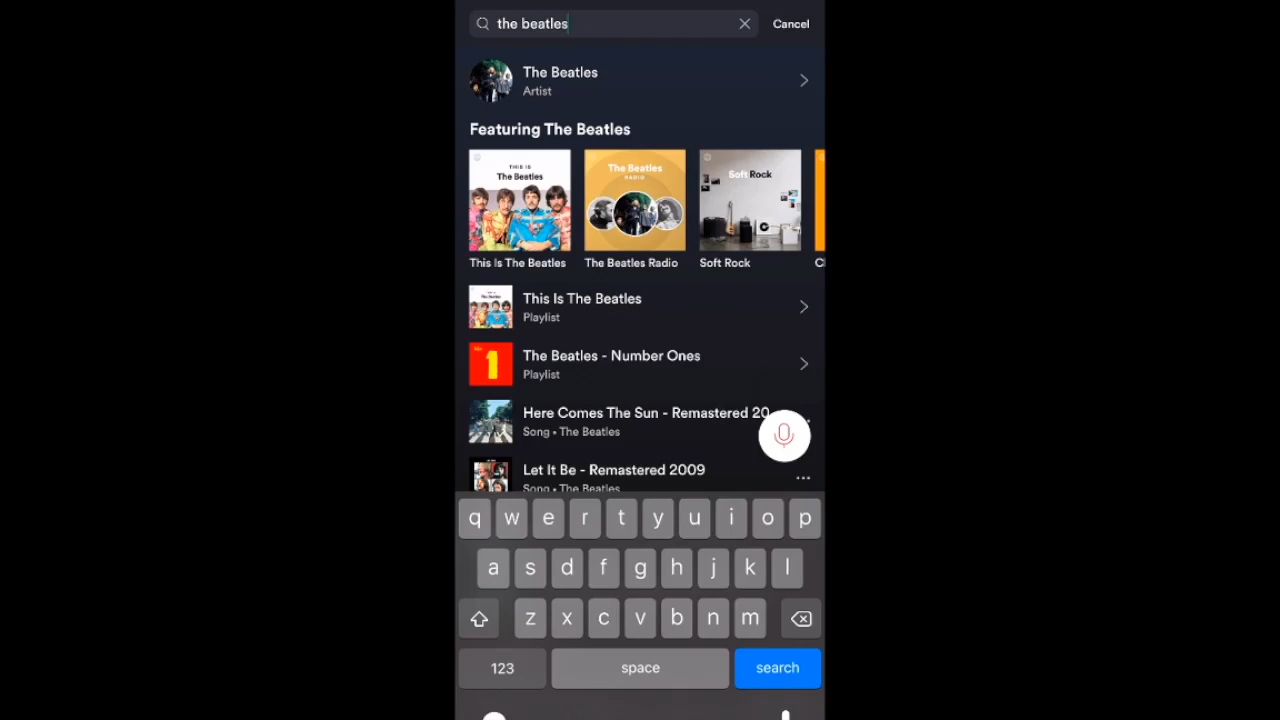 the beatles
Cancel
The Beatles
Artist
Featuring The Beatles
THIS IS
The Beatles
The Beatles
RADIO
Soft Rock
This Is The Beatles
The Beatles Radio
Soft Rock
This Is The Beatles
Playlist
1
The Beatles - Number Ones
Playlist
Here Comes The Sun - Remastered 20
Song • The Beatles
Let It Be - Remastered 2009
Song • The Beatles
q w e r t y u i o p
a s d f g h j k l
z x c v b n m
123 space search